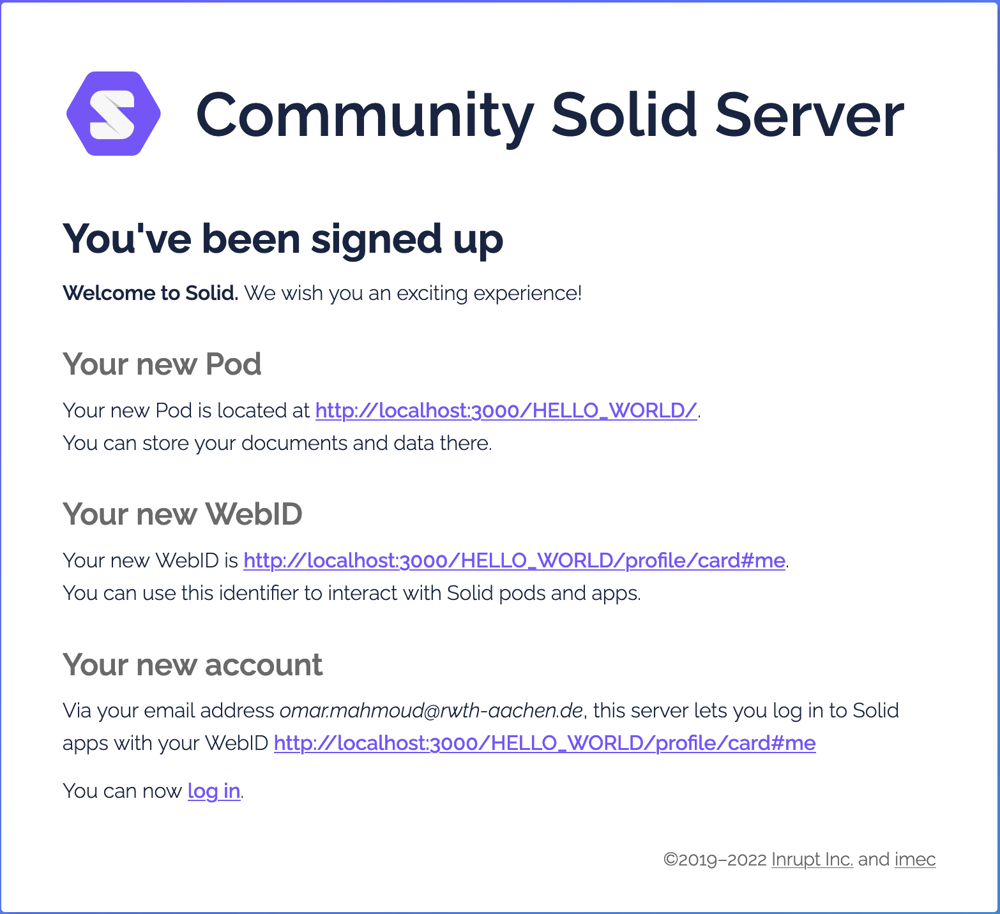 Community Solid Server
You've been signed up
Welcome to Solid. We wish you an exciting experience!
Your new Pod
Your new Pod is located at http://localhost:3000/HELLO_WORLD/.
You can store your documents and data there.
Your new WebID
Your new WebID is http://localhost:3000/HELLO_WORLD/profile/card#me.
You can use this identifier to interact with Solid pods and apps.
Your new account
Via your email address omar.mahmoud@rwth-aachen.de, this server lets you log in to Solid
apps with your WebID http://localhost:3000/HELLO_WORLD/profile/card#me
You can now log in.
©2019–2022 Inrupt Inc. and imec